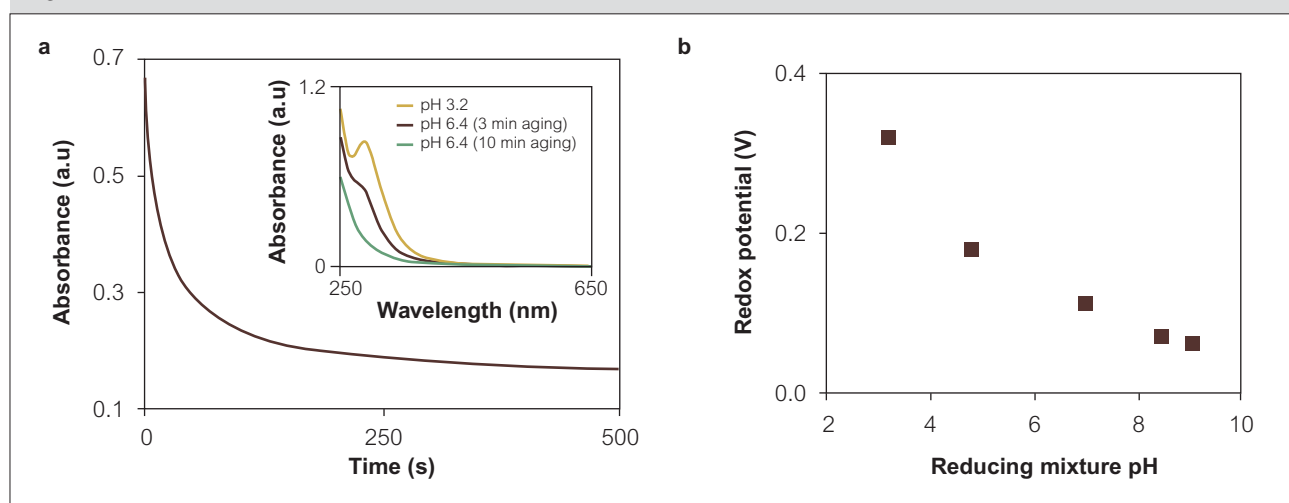 a
0.7
0.5
0.3
0.1
0
250
500
Absorbance (a.u)
Time (s)
1.2
0
250
650
Absorbance (a.u)
Wavelength (nm)
pH 3.2
pH 6.4 (3 min aging)
pH 6.4 (10 min aging)
b
0.4
0.2
0.0
2
4
6
8
10
Redox potential (V)
Reducing mixture pH